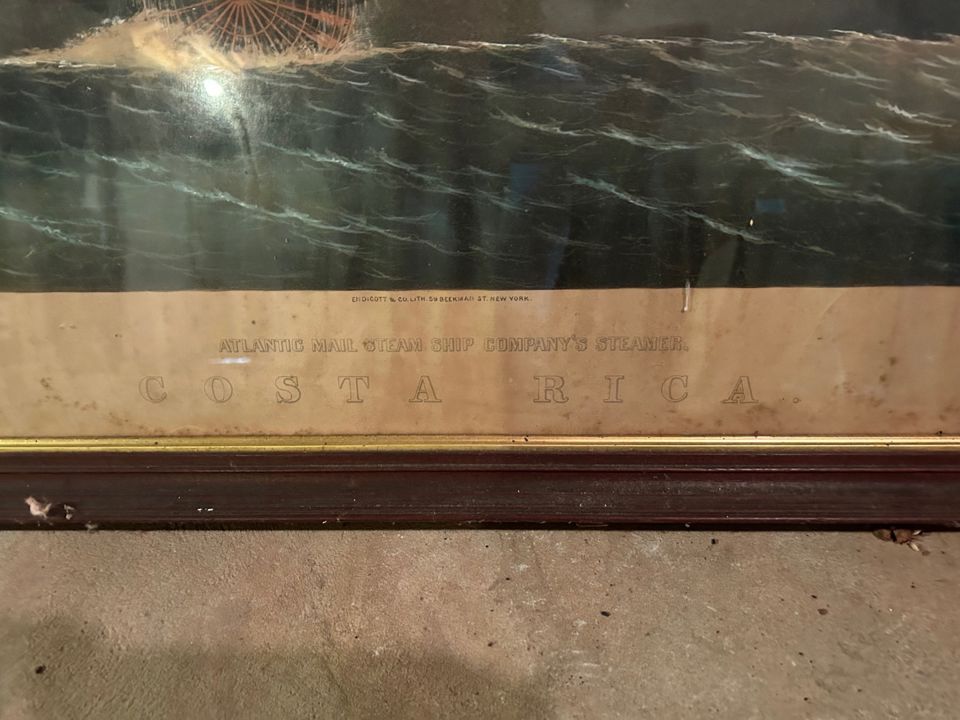 ENDICOTT & CO. LITH. 59 BEEKMAN ST. NEW YORK.
ATLANTIC MAIL STEAM SHIP COMPANY'S STEAMER.
COSTA RICA.